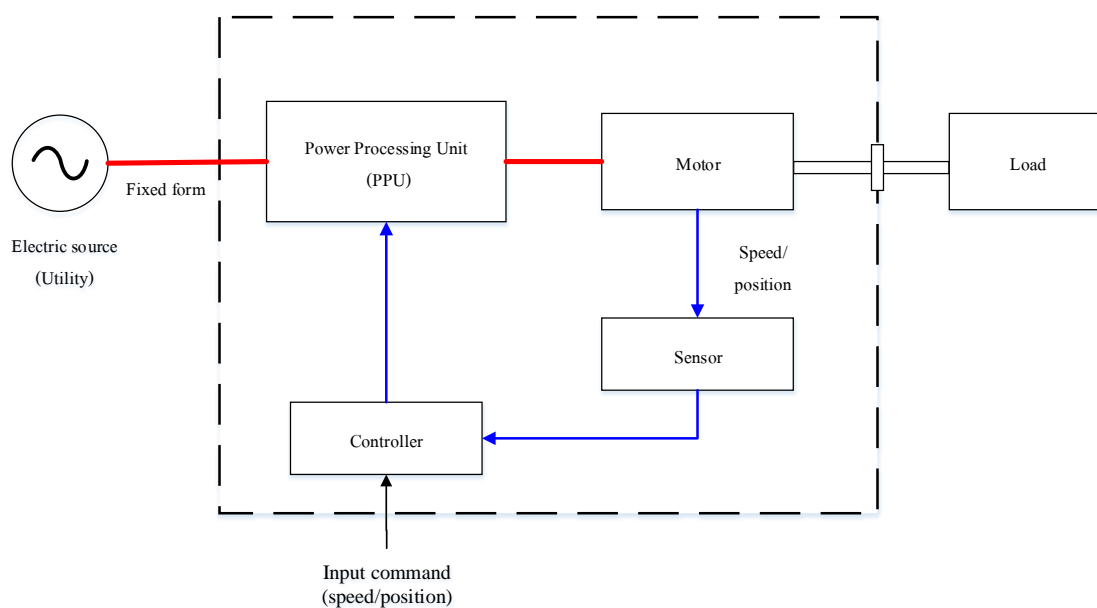 Power Processing Unit
(PPU)
Motor
Load
Fixed form
Electric source
(Utility)
Speed/
position
Sensor
Controller
Input command
(speed/position)